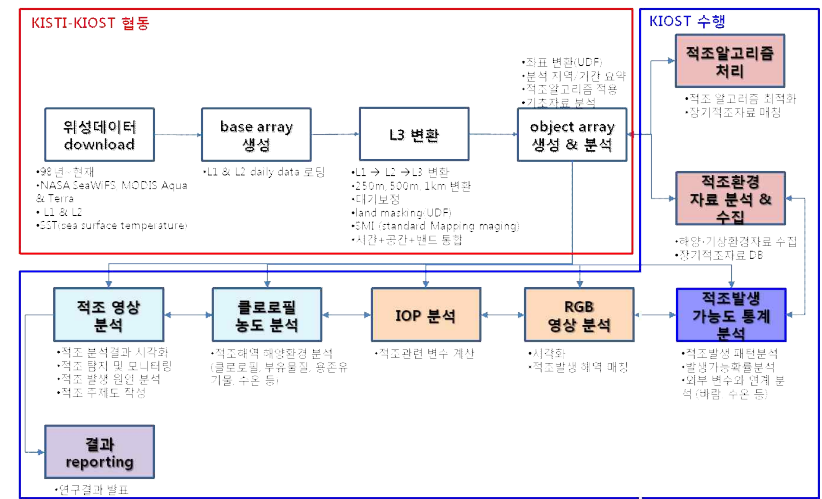 KISTI-KIOST 협동
KIOST 수행
위성데이터
download
•98년~현재
•NASA SeaWiFS, MODIS Aqua
& Terra
• L1 & L2
•SST(sea surface temperature)
base array
생성
•L1 & L2 daily data 로딩
L3 변환
•L1 → L2 →L3 변환
•250m, 500m, 1km 변환
•대기보정
•land masking(UDF)
•SMI (standard Mapping maging)
•시간+공간+밴드 통합
•좌표 변환(UDF)
•분석 지역/기간 요약
•적조알고리즘 적용
•기초자료 분석
object array
생성 & 분석
적조알고리즘
처리
•적조 알고리즘 최적화
•장기적조자료 매칭
적조환경
자료 분석 &
수집
•해양·기상환경자료 수집
•장기적조자료 DB
적조 영상
분석
•적조 분석결과 시각화
•적조 탐지 및 모니터링
•적조 발생 원인 분석
•적조 주제도 작성
클로로필
농도 분석
•적조해역 해양환경 분석
(클로로필, 부유물질, 용존유
기물, 수온 등)
IOP 분석
•적조관련 변수 계산
RGB
영상 분석
•시각화
•적조발생 해역 매칭
적조발생
가능도 통계
분석
•적조발생 패턴분석
•발생가능확률분석
•외부 변수와 연계 분
석 (바람, 수온 등)
결과
reporting
•연구결과 발표